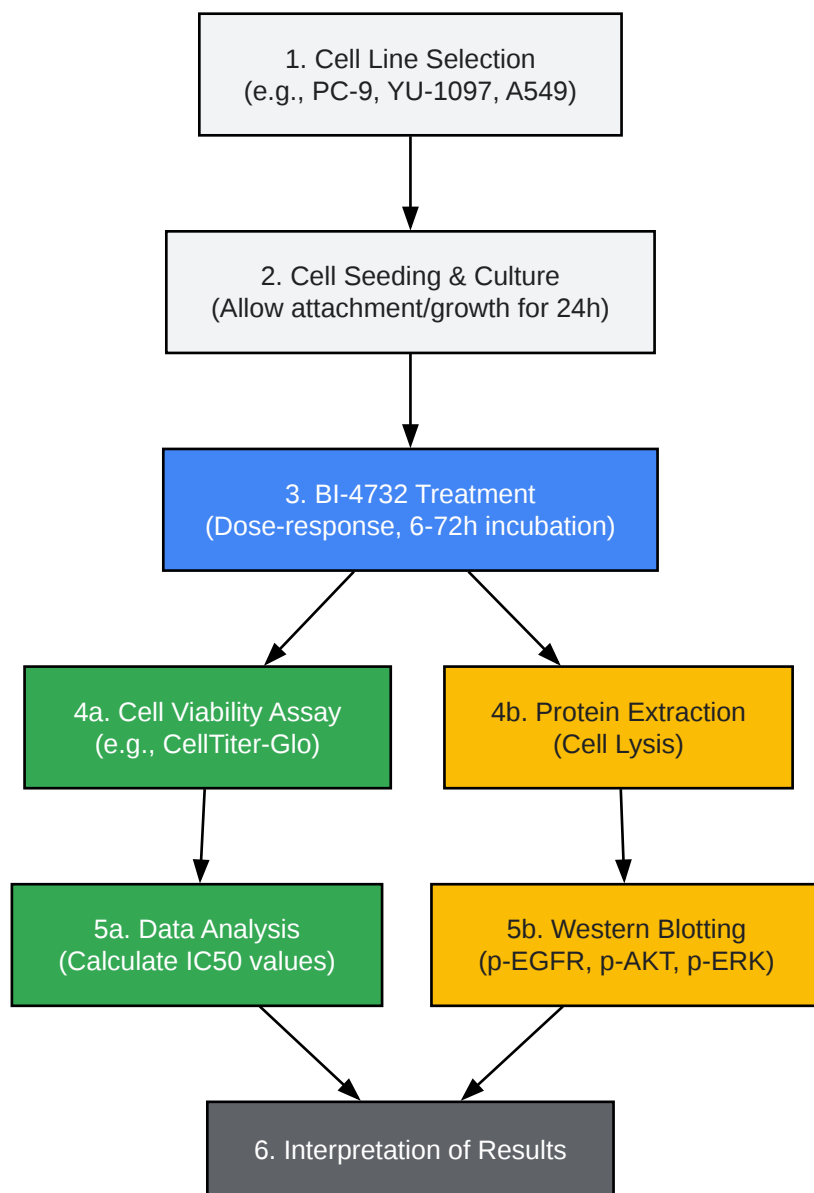 1. Cell Line Selection
(e.g., PC-9, YU-1097, A549)
2. Cell Seeding & Culture
(Allow attachment/growth for 24h)
3. BI-4732 Treatment
(Dose-response, 6-72h incubation)
4a. Cell Viability Assay
(e.g., CellTiter-Glo)
4b. Protein Extraction
(Cell Lysis)
5a. Data Analysis
(Calculate IC50 values)
5b. Western Blotting
(p-EGFR, p-AKT, p-ERK)
6. Interpretation of Results